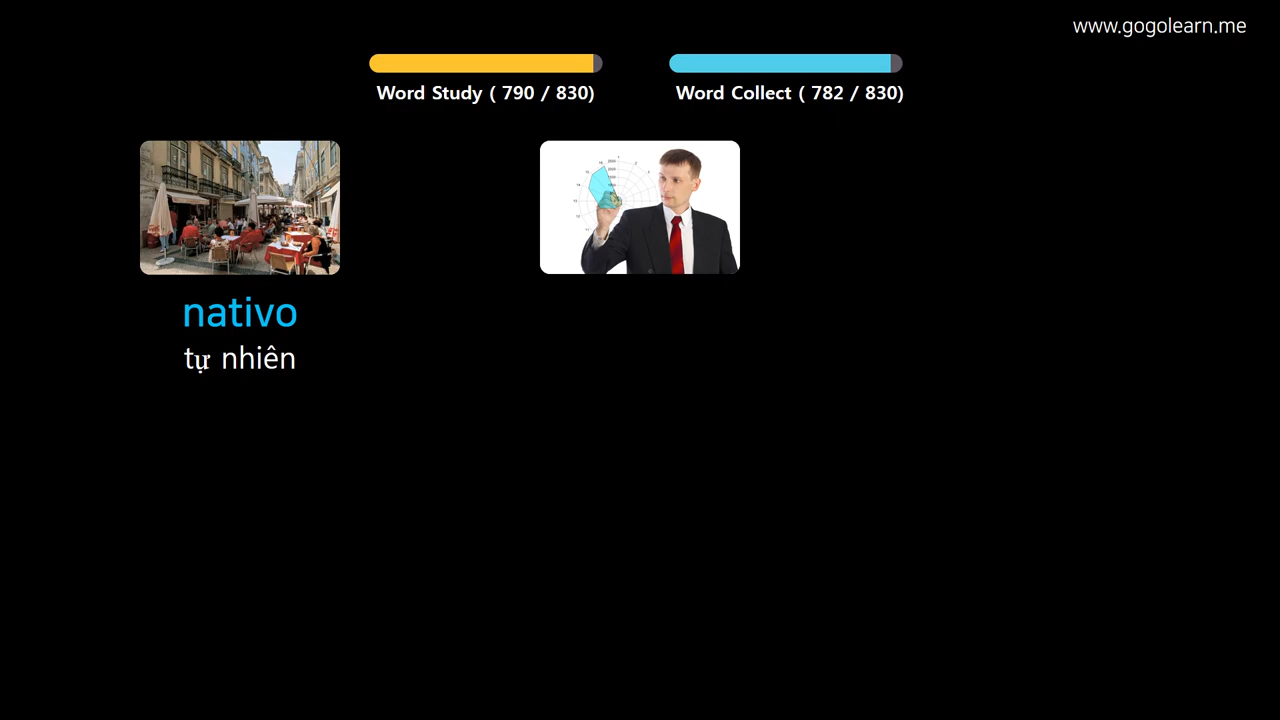 www.gogolearn.me
Word Study ( 790 / 830)
Word Collect ( 782 / 830)
nativo
tự nhiên